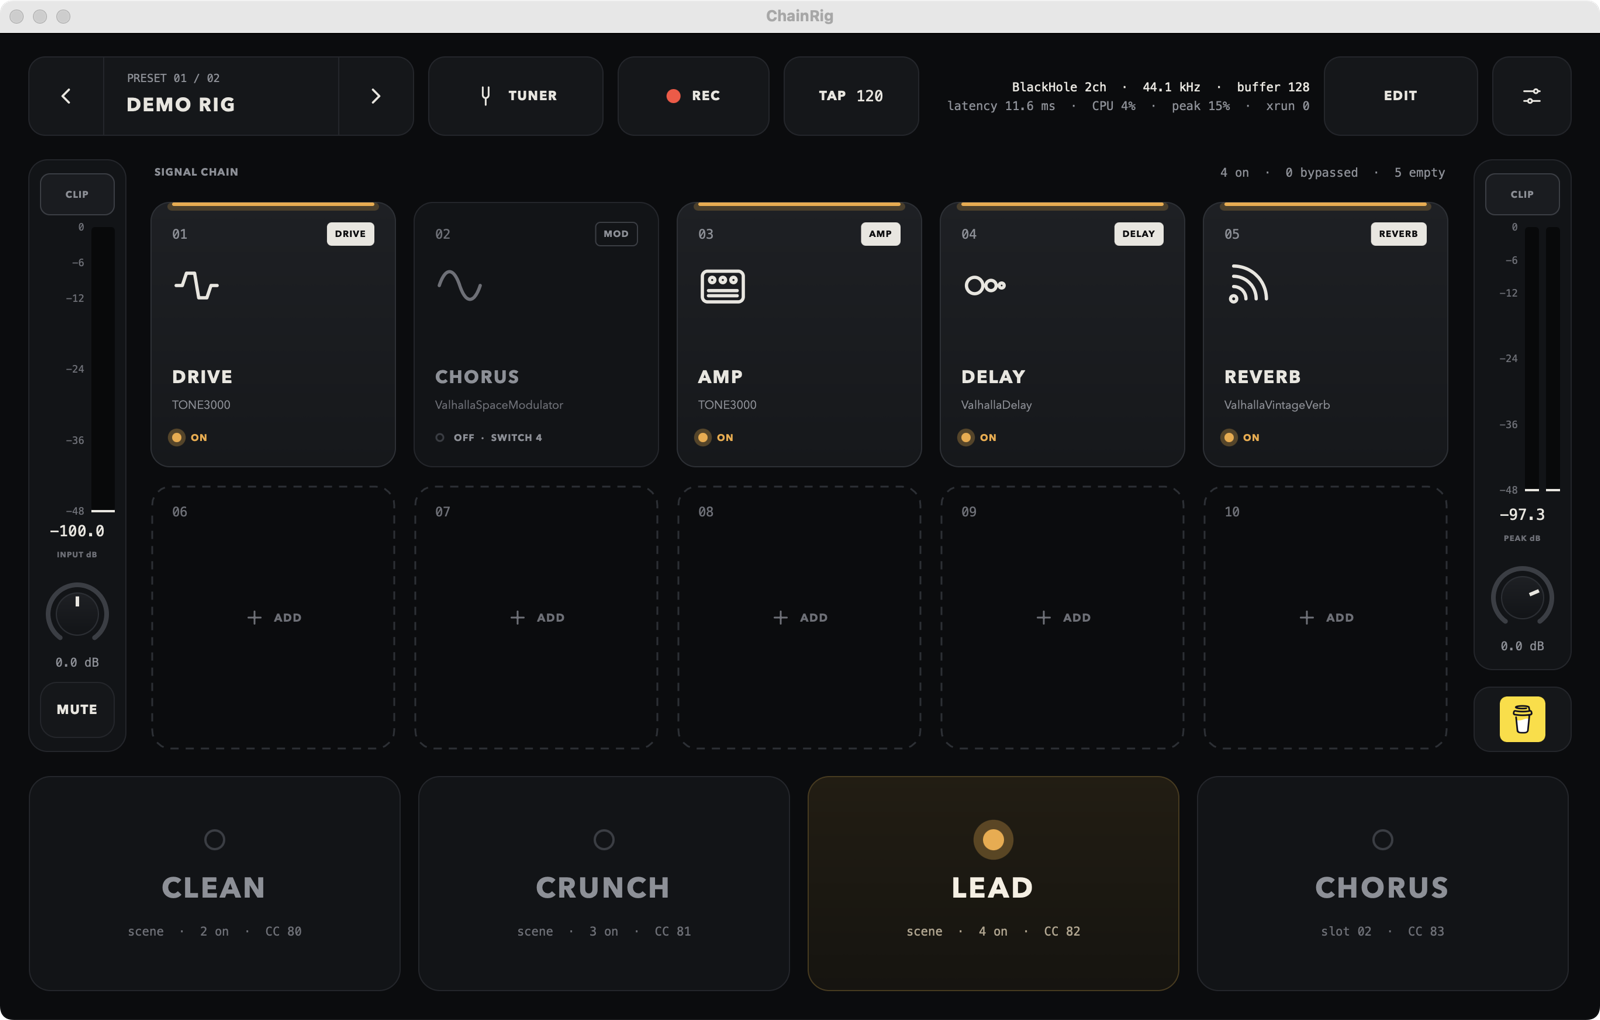 ChainRig
PRESET 01 / 02
DEMO RIG
TUNER
REC
TAP 120
BlackHole 2ch · 44.1 kHz · buffer 128
latency 11.6 ms · CPU 4% · peak 15% · xrun 0
EDIT
CLIP
0
−6
−12
−24
−36
−48
−100.0
INPUT dB
0.0 dB
MUTE
SIGNAL CHAIN
4 on · 0 bypassed · 5 empty
01 DRIVE
DRIVE
TONE3000
ON
02 MOD
CHORUS
ValhallaSpaceModulator
OFF · SWITCH 4
03 AMP
AMP
TONE3000
ON
04 DELAY
DELAY
ValhallaDelay
ON
05 REVERB
REVERB
ValhallaVintageVerb
ON
06
+ ADD
07
+ ADD
08
+ ADD
09
+ ADD
10
+ ADD
CLIP
0
−6
−12
−24
−36
−48
−97.3
PEAK dB
0.0 dB
CLEAN
scene · 2 on · CC 80
CRUNCH
scene · 3 on · CC 81
LEAD
scene · 4 on · CC 82
CHORUS
slot 02 · CC 83